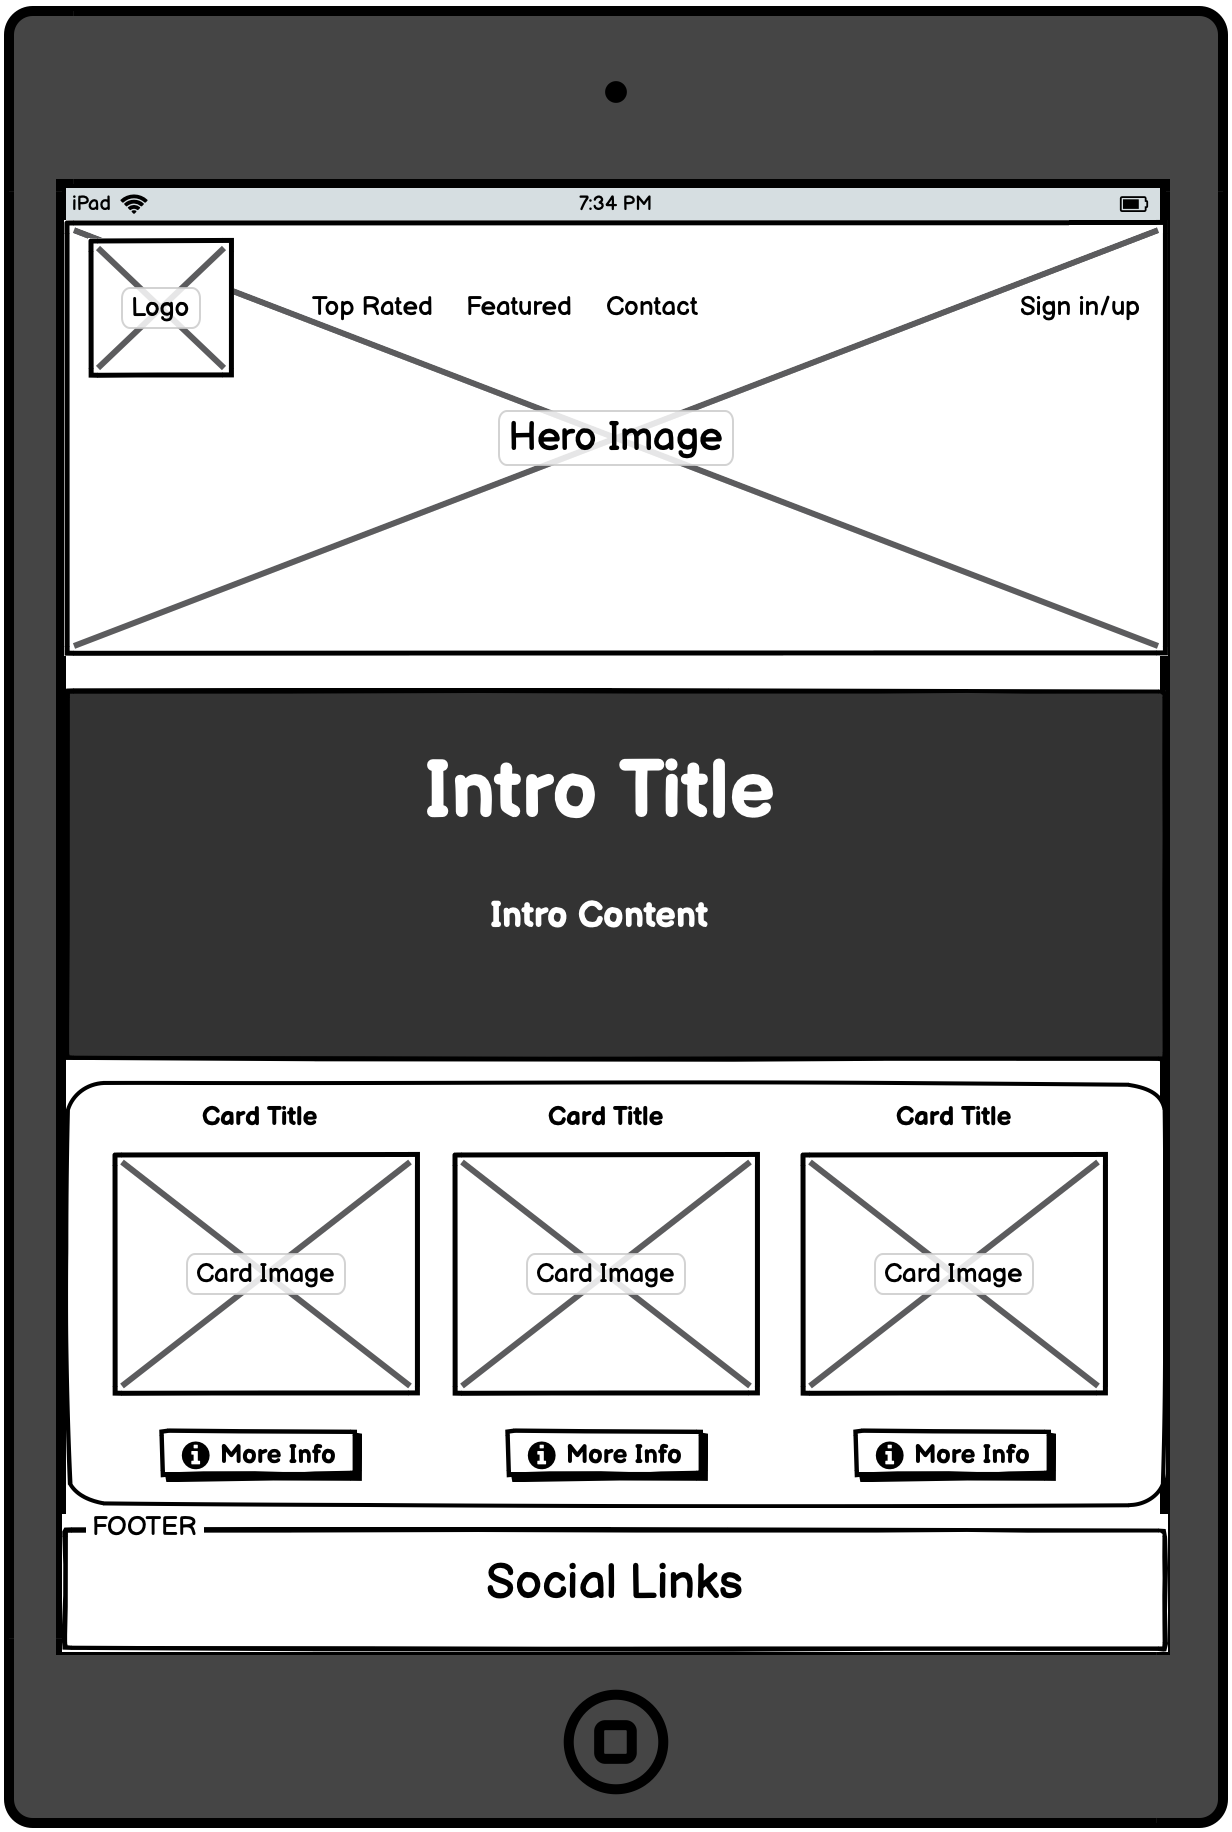 iPad 7:34 PM
Logo
Top Rated Featured Contact Sign in/up
Hero Image
Intro Title
Intro Content
Card Title Card Title Card Title
Card Image Card Image Card Image
More Info More Info More Info
FOOTER
Social Links